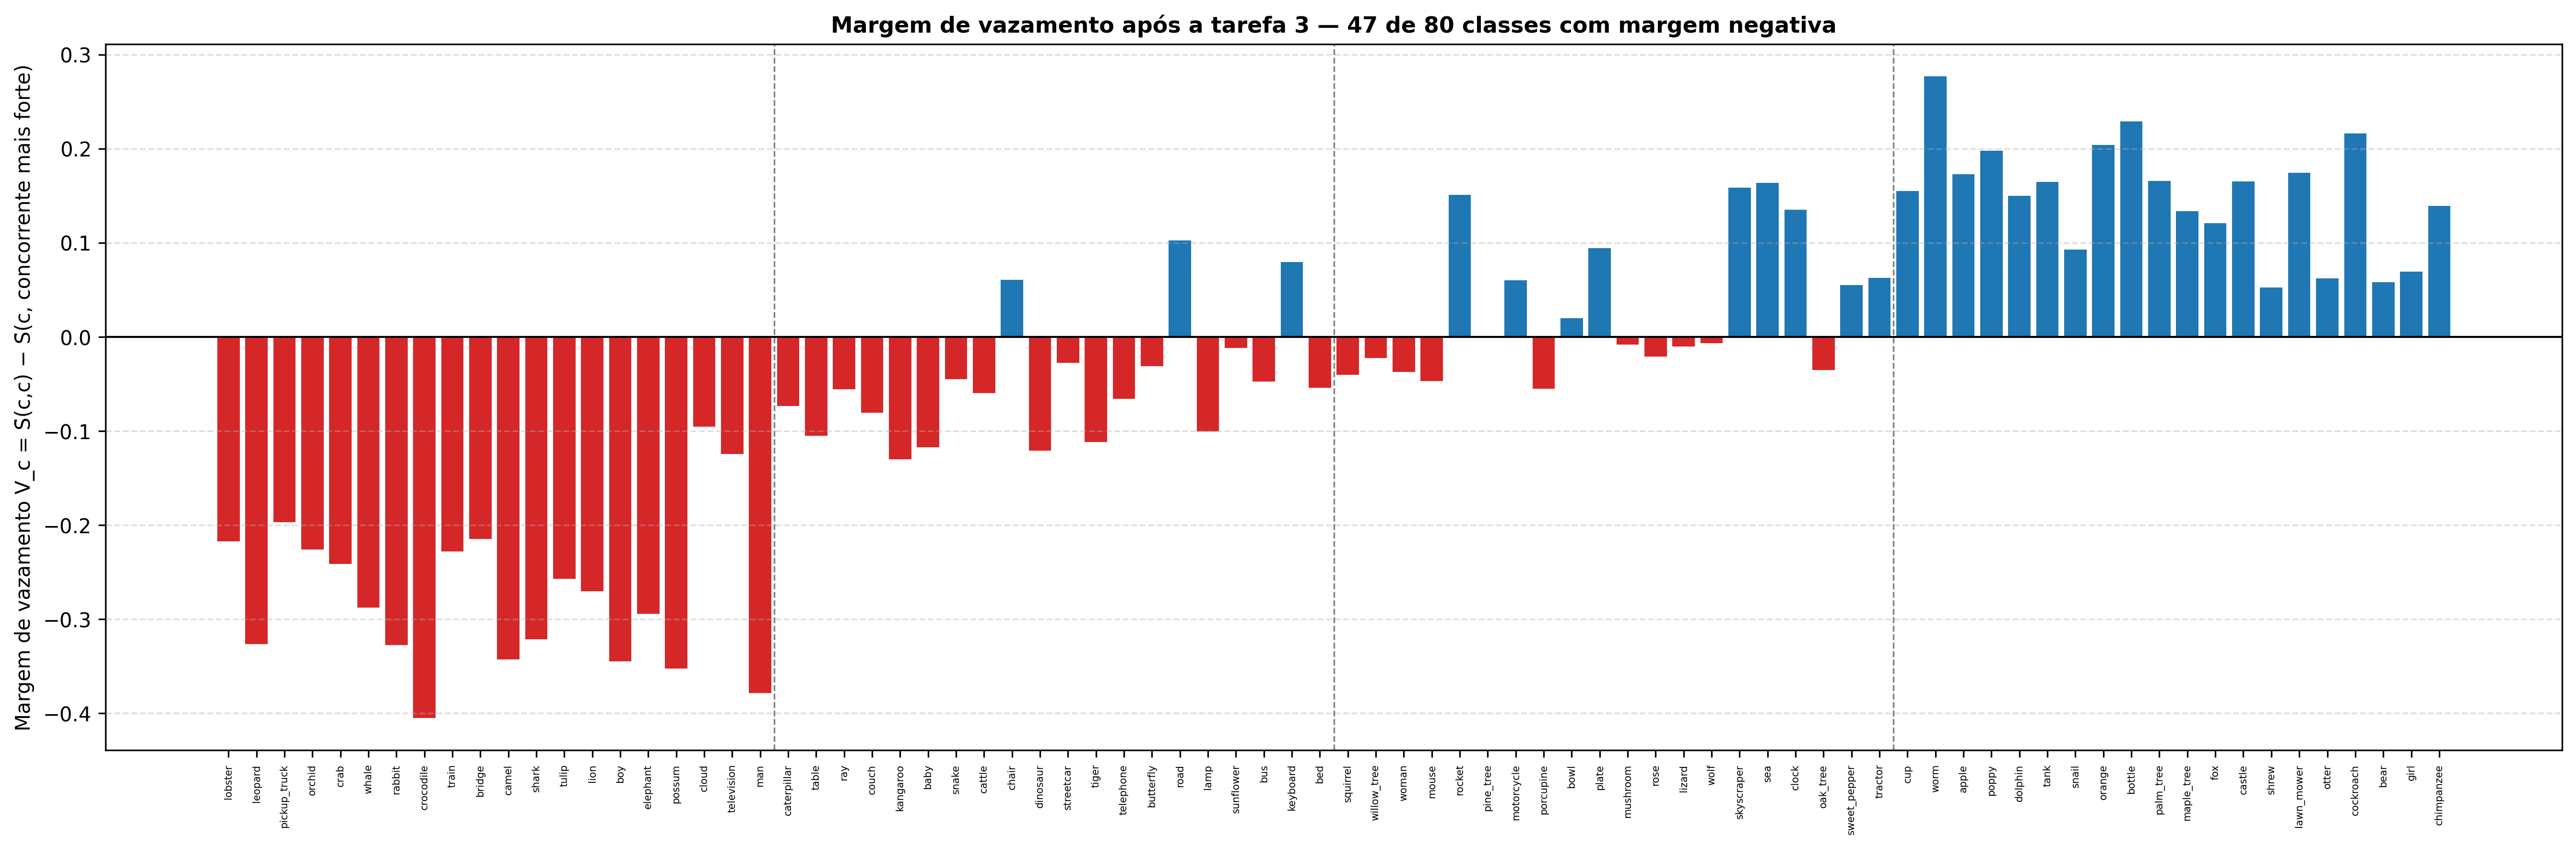 Margem de vazamento após a tarefa 3 — 47 de 80 classes com margem negativa
Margem de vazamento V_c = S(c,c) − S(c, concorrente mais forte)
0.3
0.2
0.1
0.0
−0.1
−0.2
−0.3
−0.4
lobster
leopard
pickup_truck
orchid
crab
whale
rabbit
crocodile
train
bridge
camel
shark
tulip
lion
boy
elephant
possum
cloud
television
man
caterpillar
table
ray
couch
kangaroo
baby
snake
cattle
chair
dinosaur
streetcar
tiger
telephone
butterfly
road
lamp
sunflower
bus
keyboard
bed
squirrel
willow_tree
woman
mouse
rocket
pine_tree
motorcycle
porcupine
bowl
plate
mushroom
rose
lizard
wolf
skyscraper
sea
clock
oak_tree
sweet_pepper
tractor
cup
worm
apple
poppy
dolphin
tank
snail
orange
bottle
palm_tree
maple_tree
fox
castle
shrew
lawn_mower
otter
cockroach
bear
girl
chimpanzee